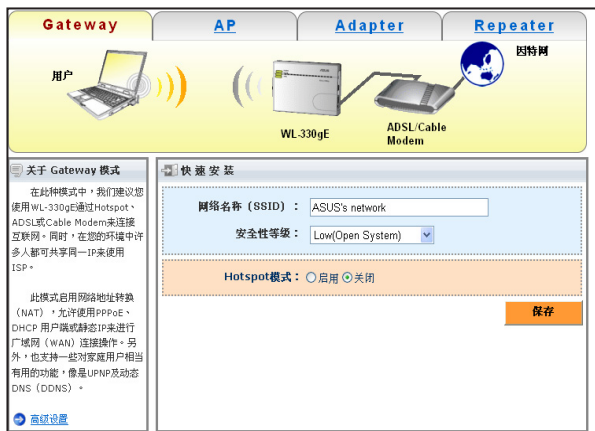 Gateway
AP
Adapter
Repeater
用户
因特网
WL-330gE
ADSL/Cable
Modem
关于 Gateway 模式
在此种模式中，我们建议您
使用WL-330gE通过Hotspot、
ADSL或Cable Modem来连接
互联网。同时，在您的环境中许
多人都可共享同一IP来使用
ISP。
此模式启用网络地址转换
（NAT），允许使用PPPoE、
DHCP 用户端或静态IP来进行
广域网（WAN）连接操作。另
外，也支持一些对家庭用户相当
有用的功能，像是UPNP及动态
DNS（DDNS）。
高级设置
快速安装
网络名称（SSID）：
ASUS's network
安全性等级：
Low(Open System)
Hotspot模式：
启用
关闭
保存